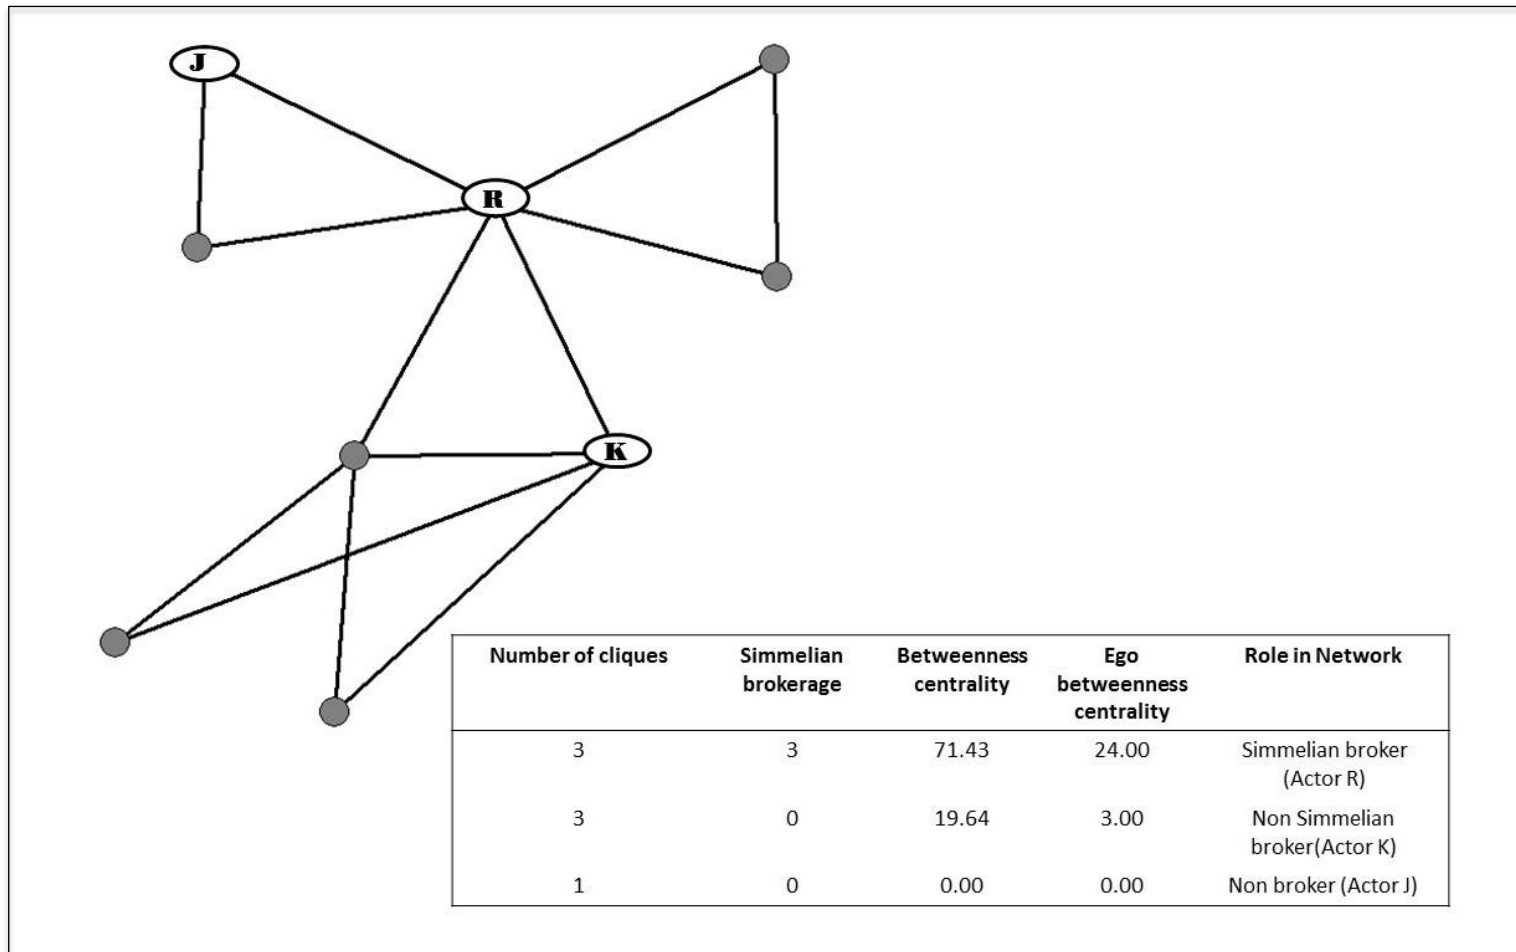 J
R
K
Number of cliques Simmelian brokerage Betweenness centrality Ego betweenness centrality Role in Network
3 3 71.43 24.00 Simmelian broker (Actor R)
3 0 19.64 3.00 Non Simmelian broker(Actor K)
1 0 0.00 0.00 Non broker (Actor J)